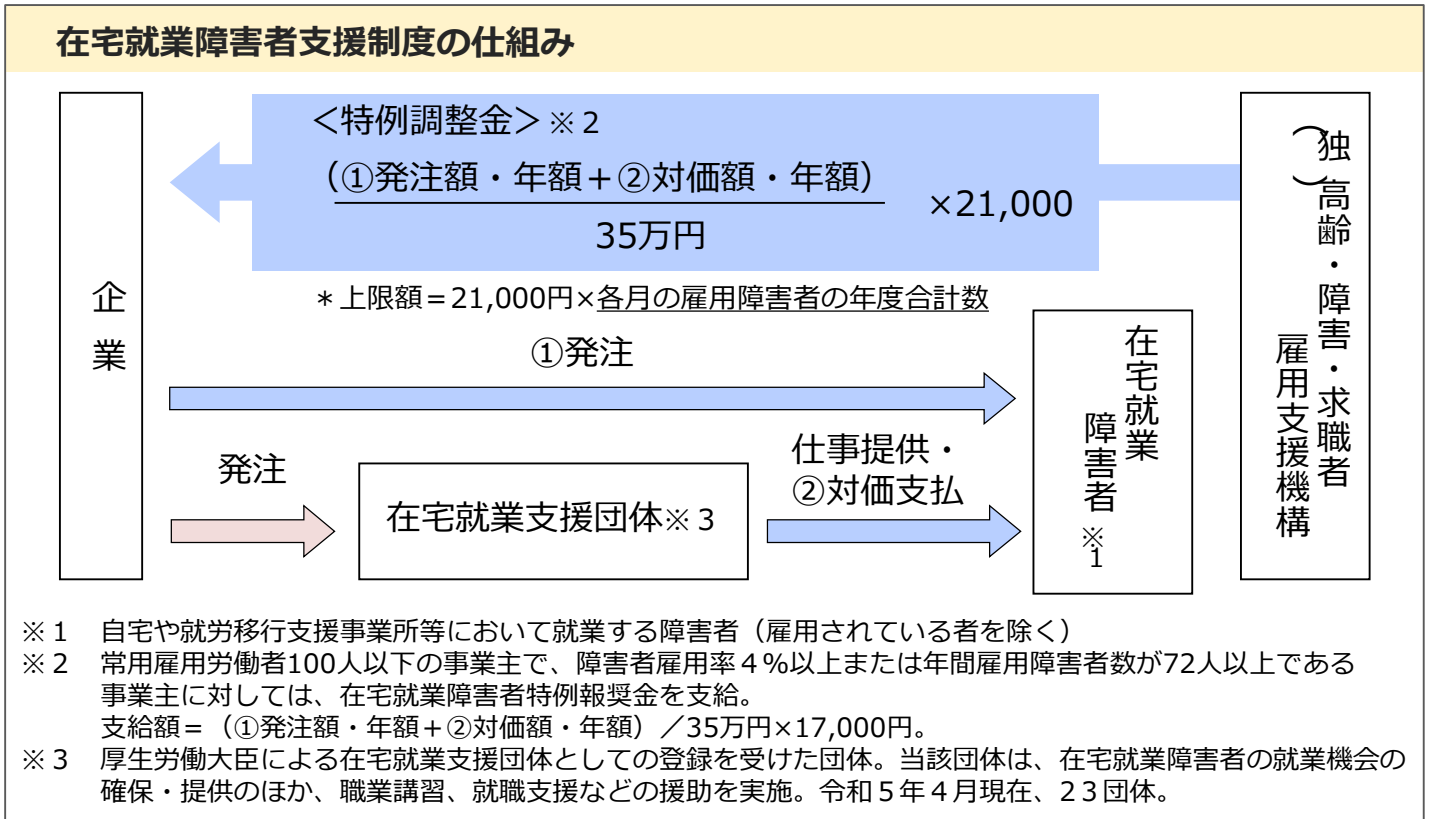 在宅就業障害者支援制度の仕組み
＜特例調整金＞※２
（①発注額・年額＋②対価額・年額）
×21,000
35万円
＊上限額＝21,000円×各月の雇用障害者の年度合計数
企業
①発注
発注
在宅就業支援団体※３
仕事提供・
②対価支払
在宅就業
障害者※1
（独）高齢・障害・求職者
雇用支援機構
※１　自宅や就労移行支援事業所等において就業する障害者（雇用されている者を除く）
※２　常用雇用労働者100人以下の事業主で、障害者雇用率４％以上または年間雇用障害者数が72人以上である
事業主に対しては、在宅就業障害者特例報奨金を支給。
支給額＝（①発注額・年額＋②対価額・年額）／35万円×17,000円。
※３　厚生労働大臣による在宅就業支援団体としての登録を受けた団体。当該団体は、在宅就業障害者の就業機会の
確保・提供のほか、職業講習、就職支援などの援助を実施。令和５年４月現在、２３団体。